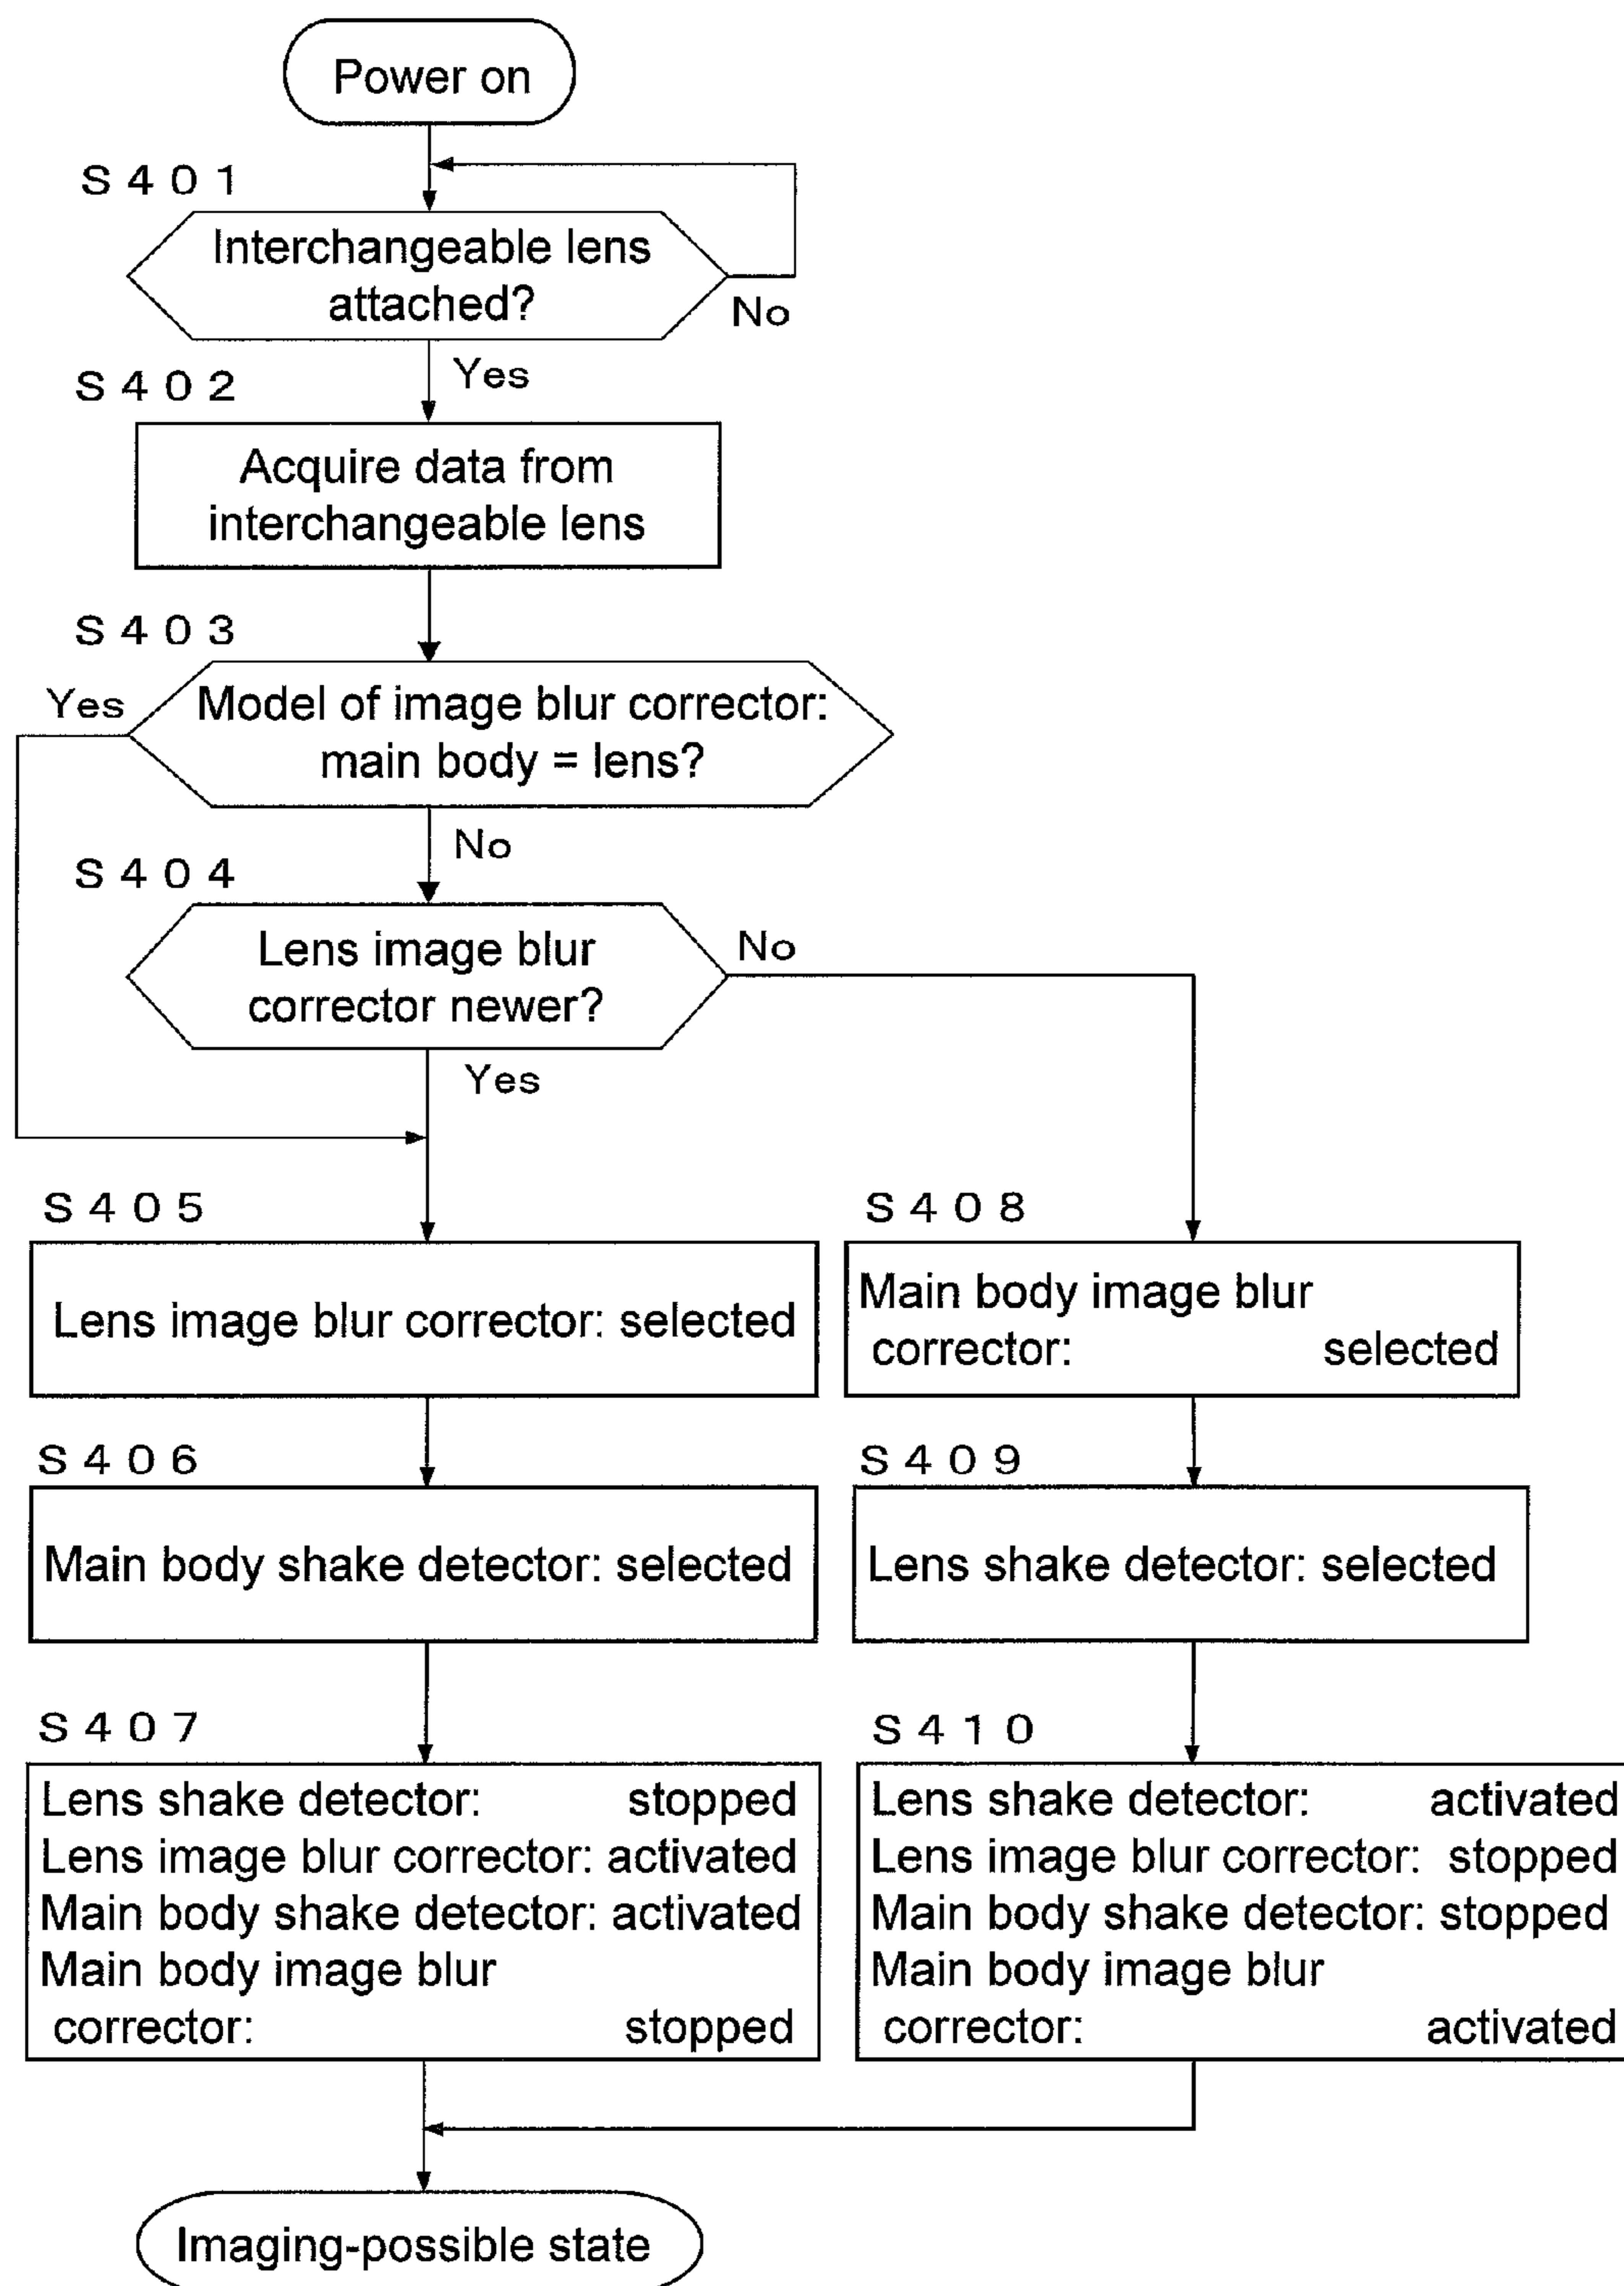 Power on
S401
Interchangeable lens
attached?
No
Yes
S402
Acquire data from
interchangeable lens
S403
Yes
Model of image blur corrector:
main body = lens?
No
S404
Lens image blur
corrector newer?
No
Yes
S405
Lens image blur corrector: selected
S406
Main body shake detector: selected
S407
Lens shake detector: stopped
Lens image blur corrector: activated
Main body shake detector: activated
Main body image blur
corrector: stopped
S408
Main body image blur
corrector: selected
S409
Lens shake detector: selected
S410
Lens shake detector: activated
Lens image blur corrector: stopped
Main body shake detector: stopped
Main body image blur
corrector: activated
Imaging-possible state